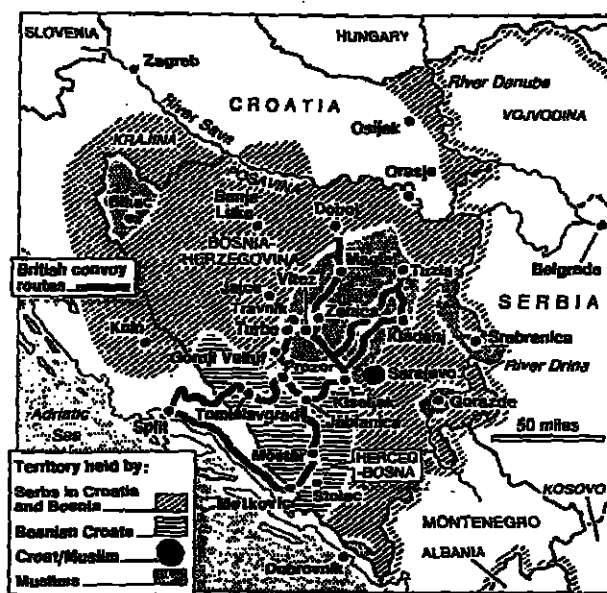 SLOVENIA
HUNGARY
Zagreb
River Danube
CROATIA
VOJVODINA
River Sava
Osijek
KRAJINA
Orasje
POSAVINA
Bihac
Banja
Luka
Doboj
BOSNIA-
HERZEGOVINA
Maglaj
Tuzla
Belgrade
British convoy
routes
Vitez
Jajce
Zenica
SERBIA
Travnik
Turbe
Kladanj
Srebrenica
Knin
Gornji Vakuf
River Drina
Prozor
Sarajevo
Gorazde
Adriatic
Sea
Split
Tomislavgrad
Kiseljak
Jablanica
50 miles
Territory held by:
Mostar
HERCEG
-BOSNA
Serbs in Croatia
and Bosnia
Metkovic
Stolac
KOSOVO
Bosnian Croats
MONTENEGRO
Croat/Muslim
ALBANIA
Muslims
Dubrovnik